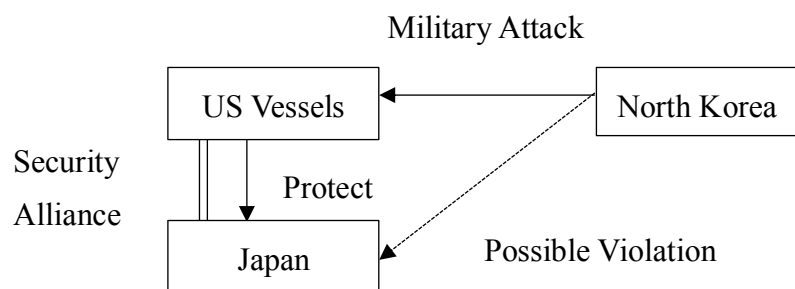 Military Attack
US Vessels
North Korea
Security
Alliance
Protect
Japan
Possible Violation